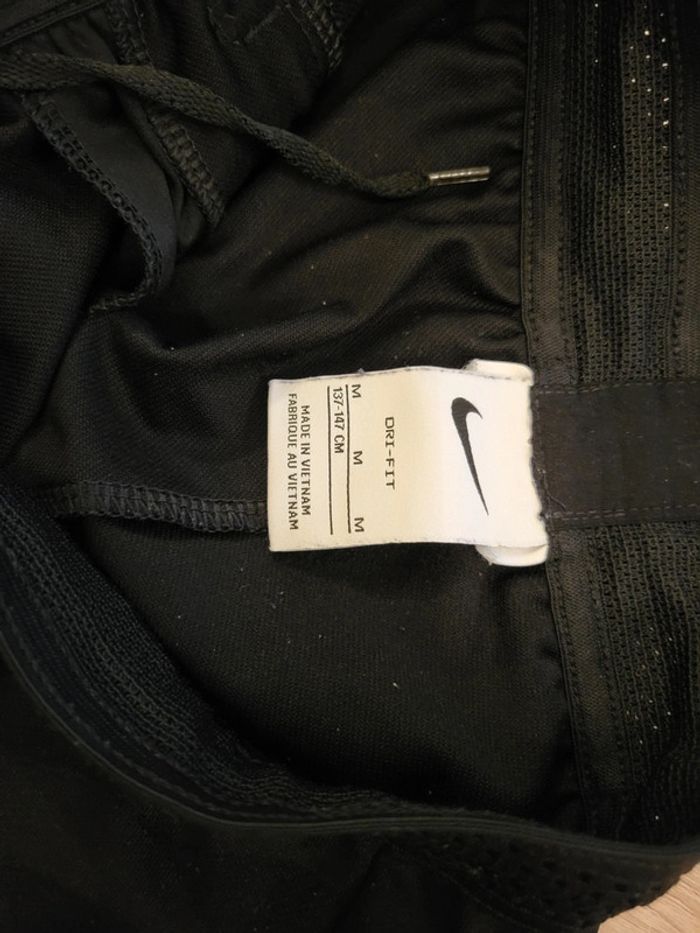 DRI-FIT
M M M
137-147 CM
MADE IN VIETNAM
FABRIQUE AU VIETNAM